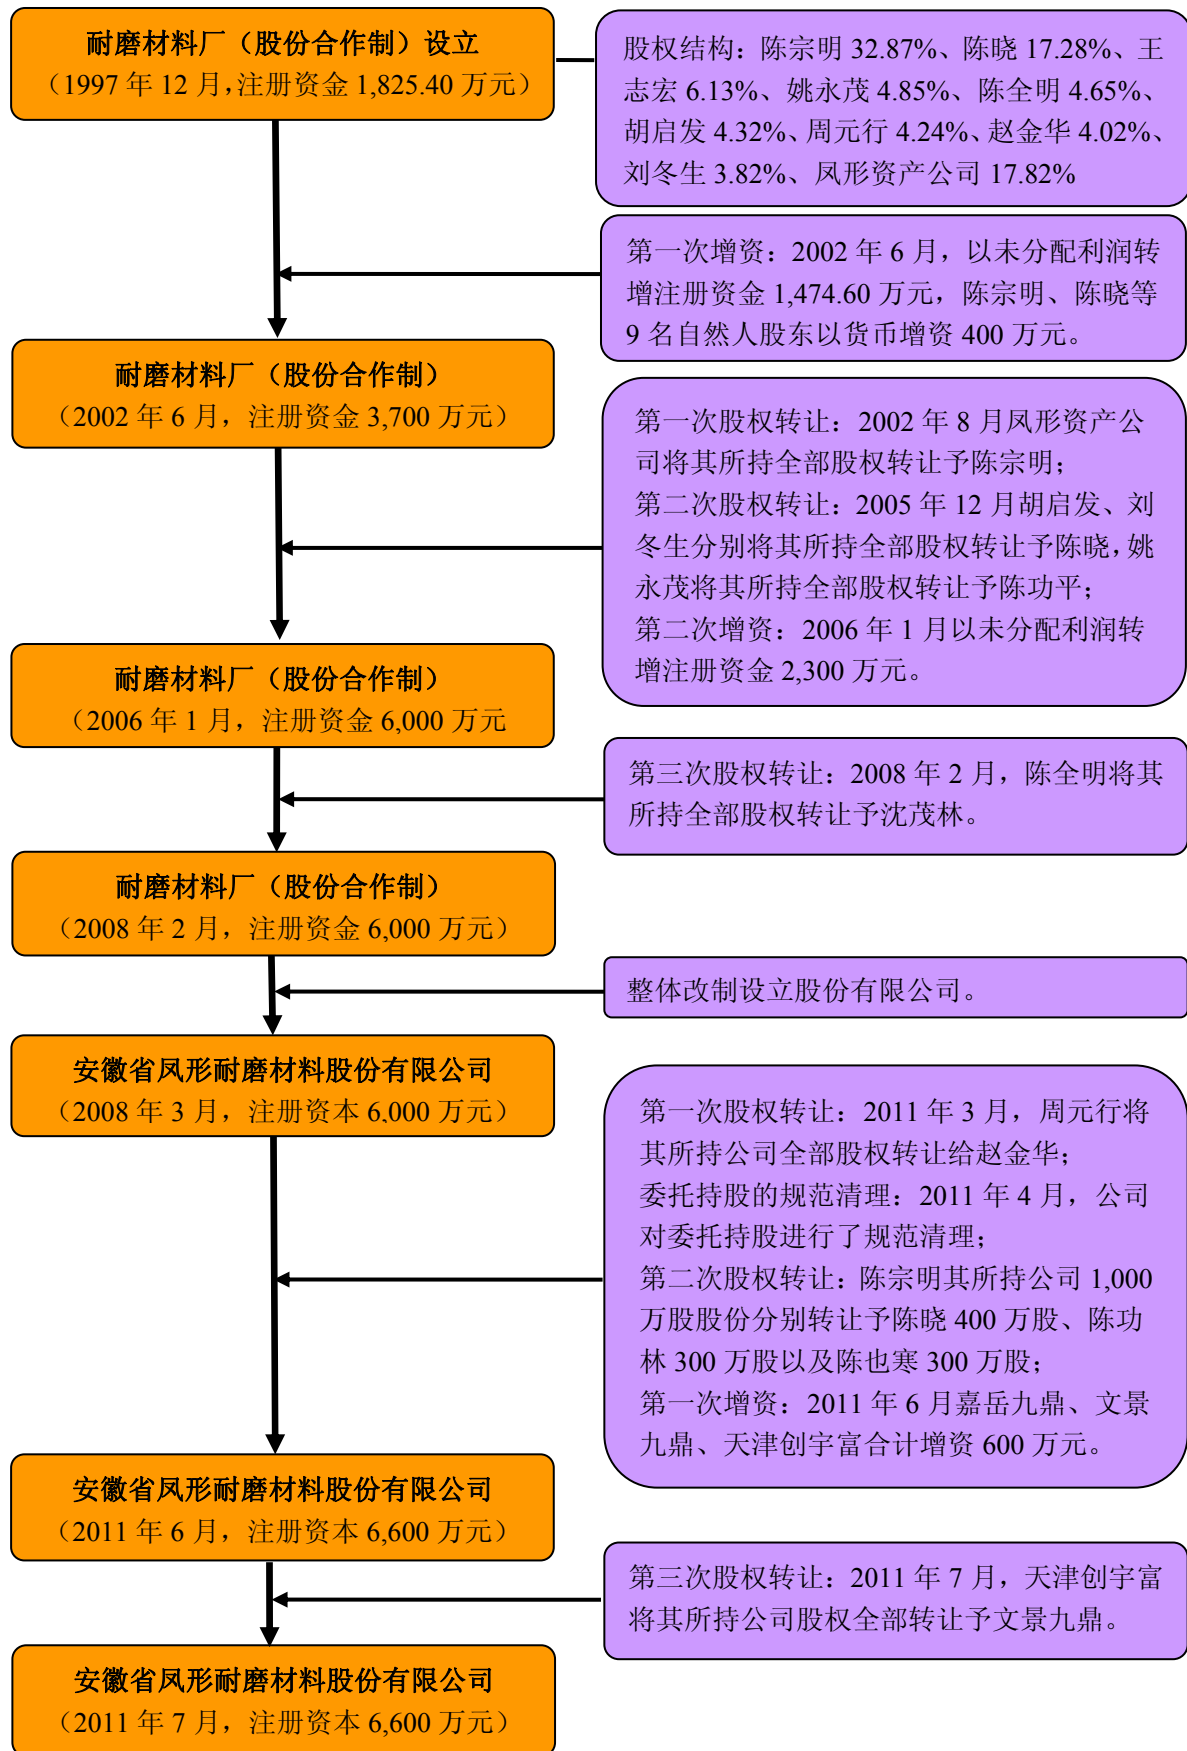 耐磨材料厂（股份合作制）设立
（1997 年 12 月，注册资金 1,825.40 万元）
股权结构：陈宗明 32.87%、陈晓 17.28%、王
志宏 6.13%、姚永茂 4.85%、陈全明 4.65%、
胡启发 4.32%、周元行 4.24%、赵金华 4.02%、
刘冬生 3.82%、凤形资产公司 17.82%
第一次增资：2002 年 6 月，以未分配利润转
增注册资金 1,474.60 万元，陈宗明、陈晓等
9 名自然人股东以货币增资 400 万元。
耐磨材料厂（股份合作制）
（2002 年 6 月，注册资金 3,700 万元）
第一次股权转让：2002 年 8 月凤形资产公
司将其所持全部股权转让予陈宗明；
第二次股权转让：2005 年 12 月胡启发、刘
冬生分别将其所持全部股权转让予陈晓，姚
永茂将其所持全部股权转让予陈功平；
第二次增资：2006 年 1 月以未分配利润转
增注册资金 2,300 万元。
耐磨材料厂（股份合作制）
（2006 年 1 月，注册资金 6,000 万元
第三次股权转让：2008 年 2 月，陈全明将其
所持全部股权转让予沈茂林。
耐磨材料厂（股份合作制）
（2008 年 2 月，注册资金 6,000 万元）
整体改制设立股份有限公司。
安徽省凤形耐磨材料股份有限公司
（2008 年 3 月，注册资本 6,000 万元）
第一次股权转让：2011 年 3 月，周元行将
其所持公司全部股权转让给赵金华；
委托持股的规范清理：2011 年 4 月，公司
对委托持股进行了规范清理；
第二次股权转让：陈宗明其所持公司 1,000
万股股份分别转让予陈晓 400 万股、陈功
林 300 万股以及陈也寒 300 万股；
第一次增资：2011 年 6 月嘉岳九鼎、文景
九鼎、天津创宇富合计增资 600 万元。
安徽省凤形耐磨材料股份有限公司
（2011 年 6 月，注册资本 6,600 万元）
第三次股权转让：2011 年 7 月，天津创宇富
将其所持公司股权全部转让予文景九鼎。
安徽省凤形耐磨材料股份有限公司
（2011 年 7 月，注册资本 6,600 万元）